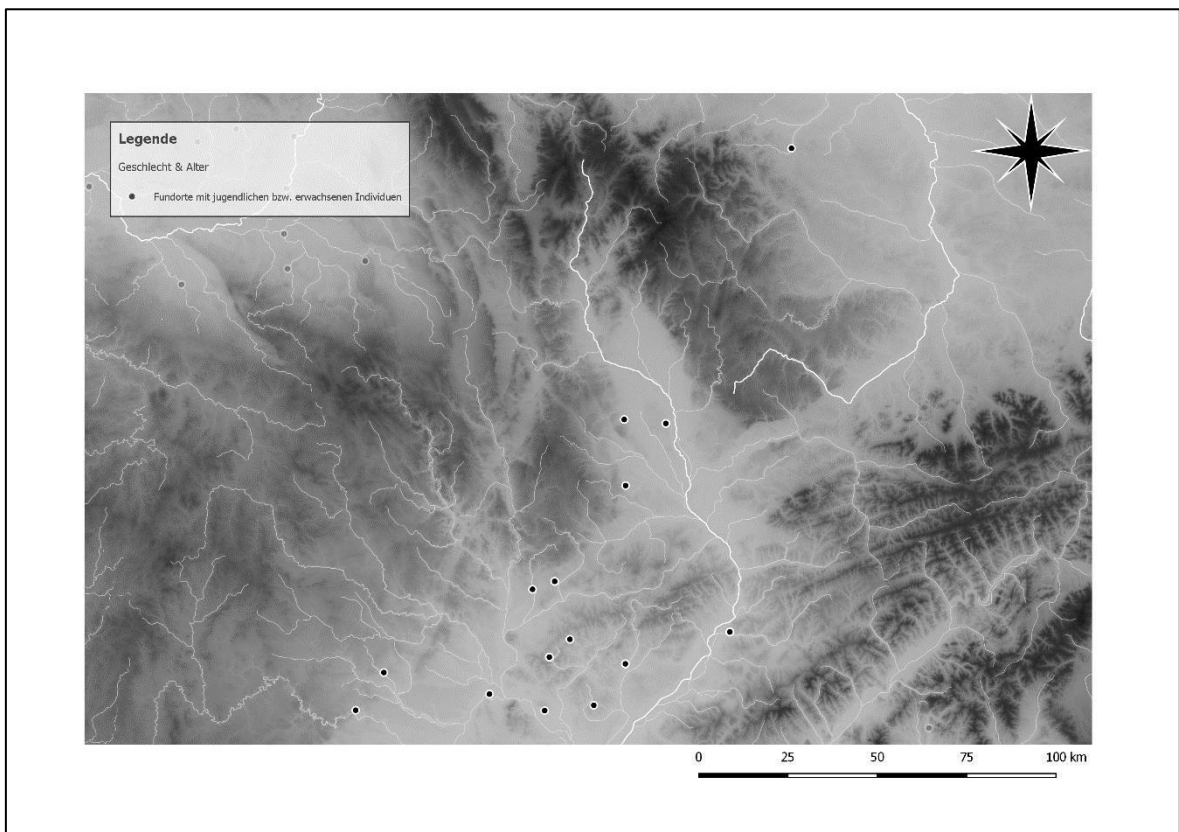 Legende
Geschlecht & Alter
Fundorte mit jugendlichen bzw. erwachsenen Individuen
0 25 50 75 100 km